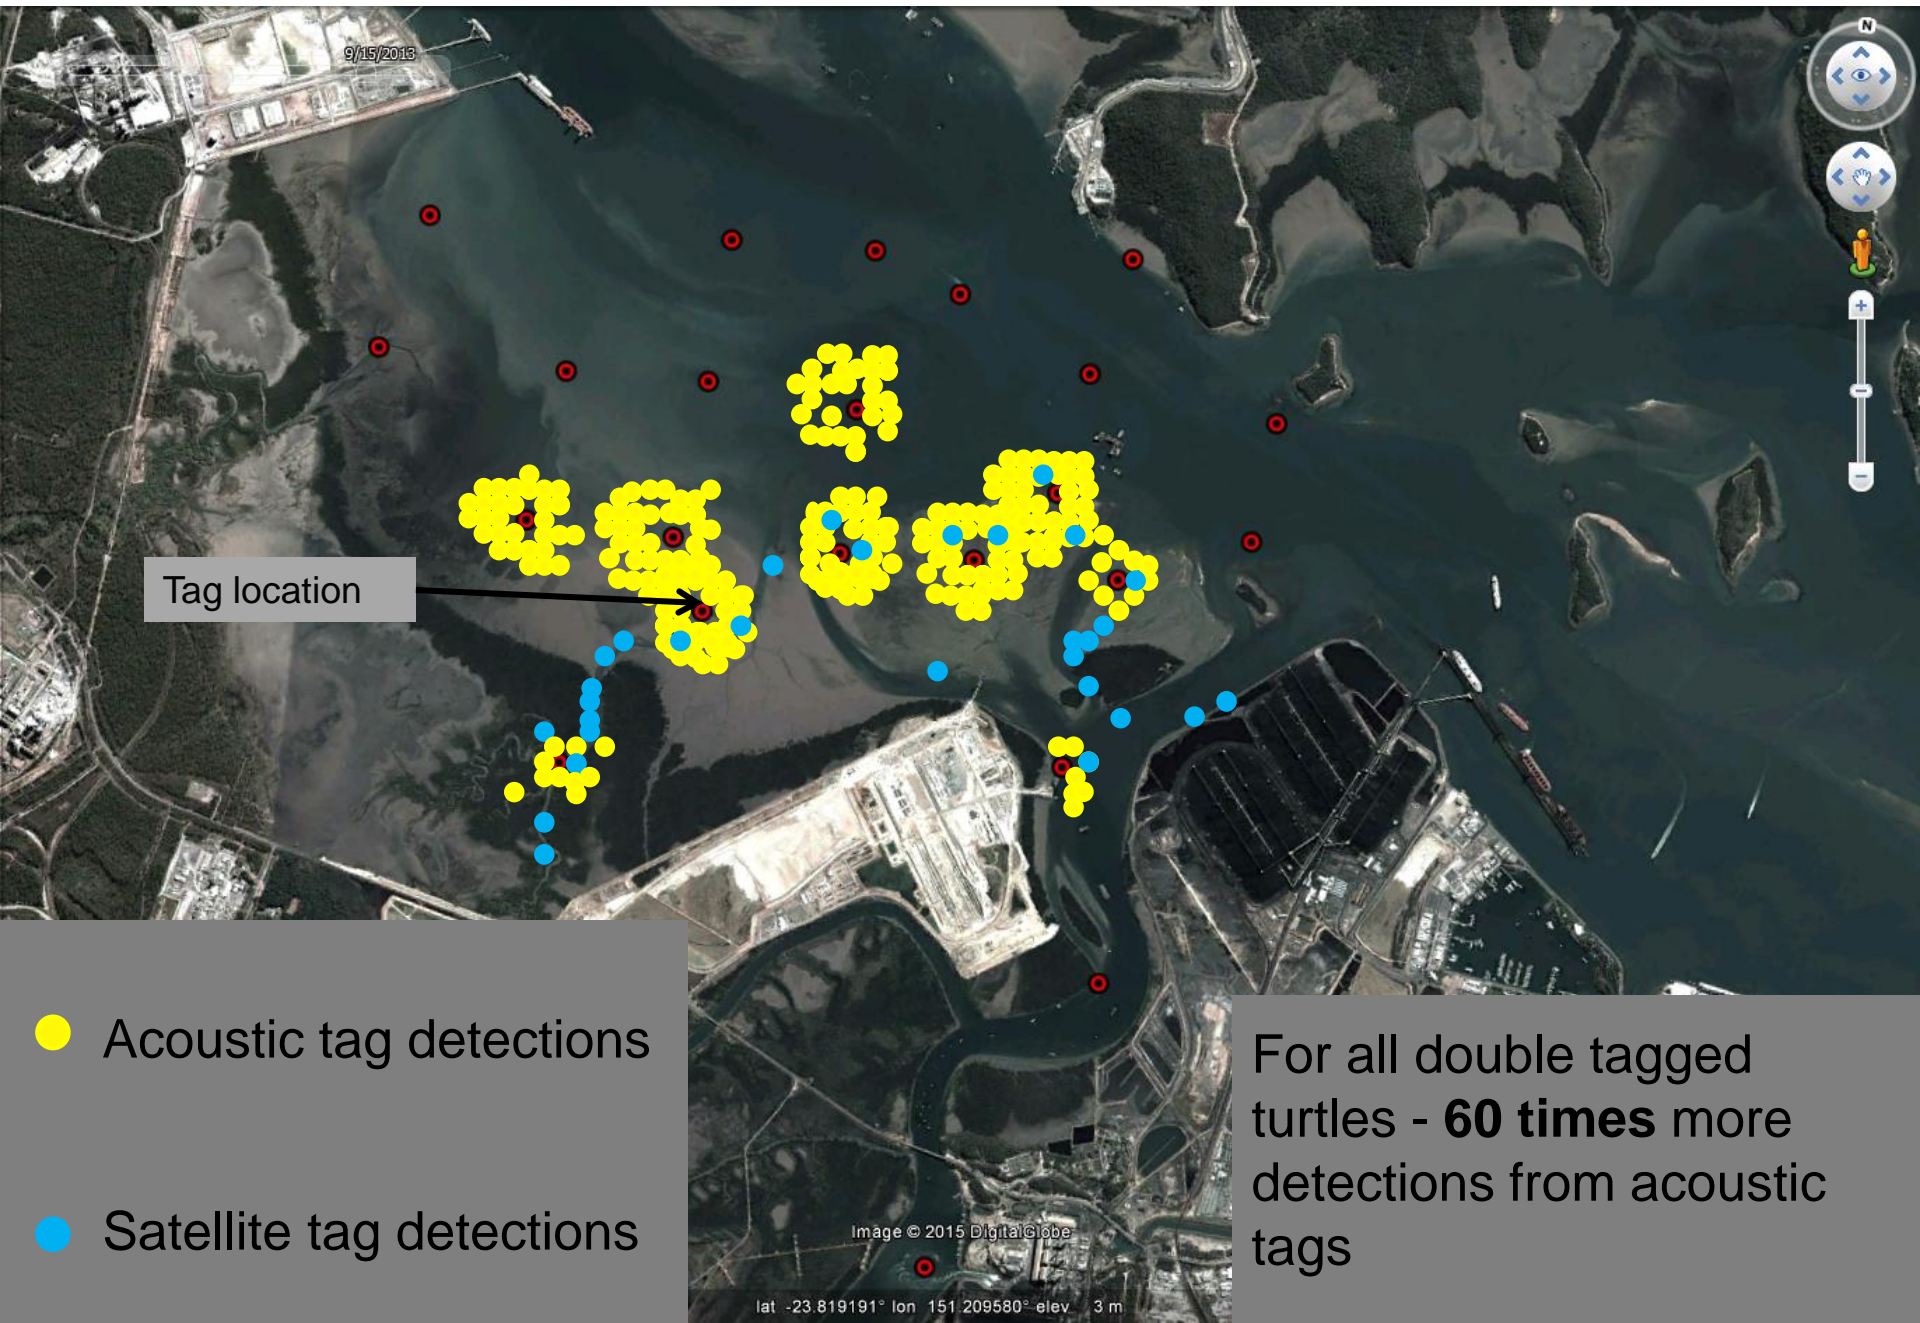 9/15/2013
N
Tag location
Acoustic tag detections
Satellite tag detections
For all double tagged
turtles - 60 times more
detections from acoustic
tags
Image © 2015 DigitalGlobe
lat -23.819191° lon 151.209580° elev 3 m